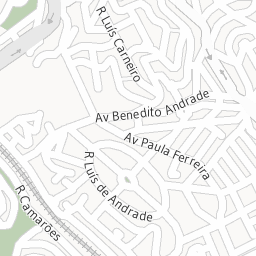 R Luís Carneiro
Av Benedito Andrade
Av Paula Ferreira
R Luís de Andrade
R Camarões